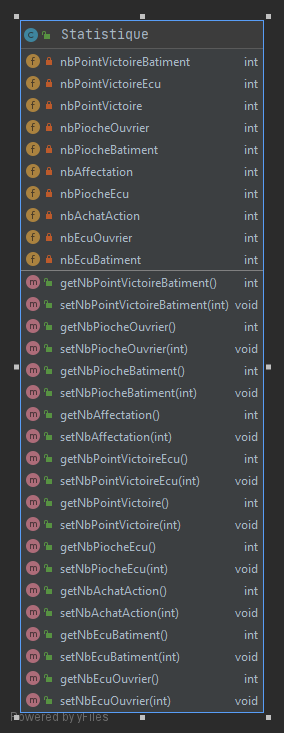 Statistique
nbPointVictoireBatiment int
nbPointVictoireEcu int
nbPointVictoire int
nbPiocheOuvrier int
nbPiocheBatiment int
nbAffectation int
nbPiocheEcu int
nbAchatAction int
nbEcuOuvrier int
nbEcuBatiment int
getNbPointVictoireBatiment() int
setNbPointVictoireBatiment(int) void
getNbPiocheOuvrier() int
setNbPiocheOuvrier(int) void
getNbPiocheBatiment() int
setNbPiocheBatiment(int) void
getNbAffectation() int
setNbAffectation(int) void
getNbPointVictoireEcu() int
setNbPointVictoireEcu(int) void
getNbPointVictoire() int
setNbPointVictoire(int) void
getNbPiocheEcu() int
setNbPiocheEcu(int) void
getNbAchatAction() int
setNbAchatAction(int) void
getNbEcuBatiment() int
setNbEcuBatiment(int) void
getNbEcuOuvrier() int
setNbEcuOuvrier(int) void
Powered by yFiles